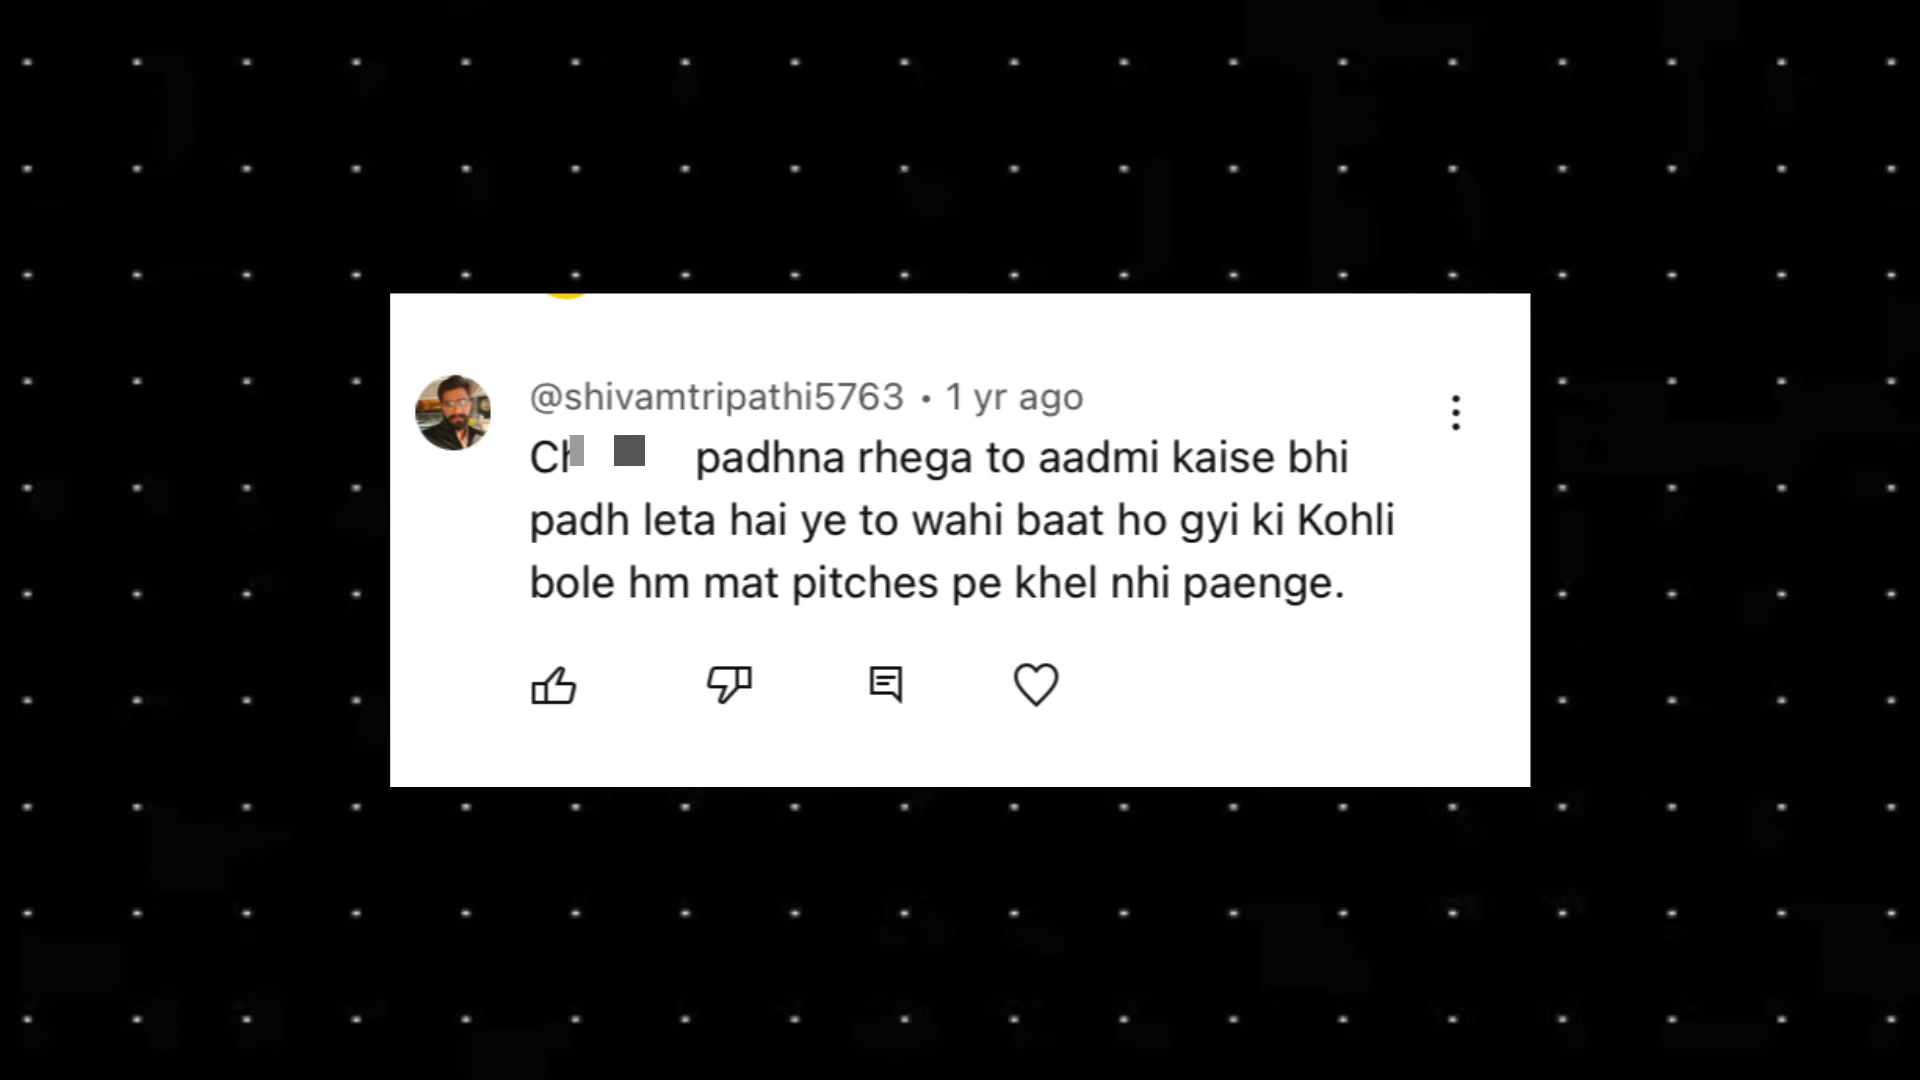 @shivamtripathi5763 • 1 yr ago
padhna rhega to aadmi kaise bhi
padh leta hai ye to wahi baat ho gyi ki Kohli
bole hm mat pitches pe khel nhi paenge.